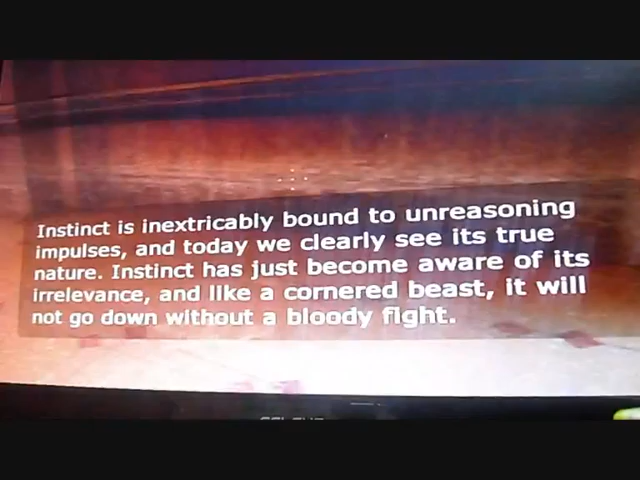 Instinct is inextricably bound to unreasoning
impulses, and today we clearly see its true
nature. Instinct has just become aware of its
irrelevance, and like a cornered beast, it will
not go down without a bloody fight.